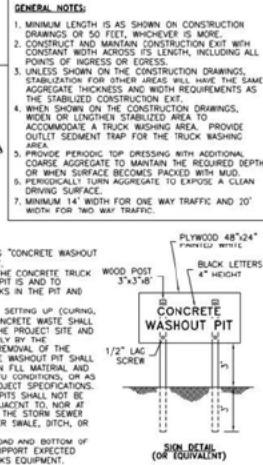 GENERAL NOTES:
1. MINIMUM LENGTH IS AS SHOWN ON CONSTRUCTION
DRAWINGS OR 50 FEET, WHICHEVER IS MORE.
2. CONSTRUCT AND MAINTAIN CONSTRUCTION EXIT WITH
CONSTANT WIDTH ACROSS ITS LENGTH, INCLUDING ALL
POINTS OF INGRESS OR EGRESS.
3. UNLESS SHOWN ON THE CONSTRUCTION DRAWINGS,
STABILIZATION FOR OTHER AREAS WILL HAVE THE SAME
AGGREGATE THICKNESS AND WIDTH REQUIREMENTS AS
THE STABILIZED CONSTRUCTION EXIT.
4. WHEN SHOWN ON THE CONSTRUCTION DRAWINGS,
WIDEN OR LENGTHEN STABILIZED AREA TO
ACCOMMODATE A TRUCK WASHING AREA. PROVIDE
OUTLET SEDIMENT TRAP FOR THE TRUCK WASHING
AREA.
5. PROVIDE PERIODIC TOP DRESSING WITH ADDITIONAL
COARSE AGGREGATE TO MAINTAIN THE REQUIRED DEPTH
OR WHEN SURFACE BECOMES PACKED WITH MUD.
6. PERIODICALLY TURN AGGREGATE TO EXPOSE A CLEAN
DRIVING SURFACE.
7. MINIMUM 14' WIDTH FOR ONE WAY TRAFFIC AND 20'
WIDTH FOR TWO WAY TRAFFIC.
"CONCRETE WASHOUT
THE CONCRETE TRUCK
PIT IS AND TO
IN THE PIT AND
SETTING UP (CURING,
CONCRETE WASTE SHALL
THE PROJECT SITE AND
BY THE
REMOVAL OF THE
WASHOUT PIT SHALL
FILL MATERIAL AND
CONDITIONS, OR AS
PROJECT SPECIFICATIONS.
PITS SHALL NOT BE
ADJACENT TO, NOR AT
THE STORM SEWER
SWALE, DITCH, OR
AND BOTTOM OF
SUPPORT EXPECTED
EQUIPMENT.
PLYWOOD 48"x24"
PAINTED WHITE
BLACK LETTERS
4" HEIGHT
WOOD POST
3"x3"x8'
CONCRETE
WASHOUT PIT
1/2" LAG
SCREW
3'
3'
SIGN DETAIL
(OR EQUIVALENT)